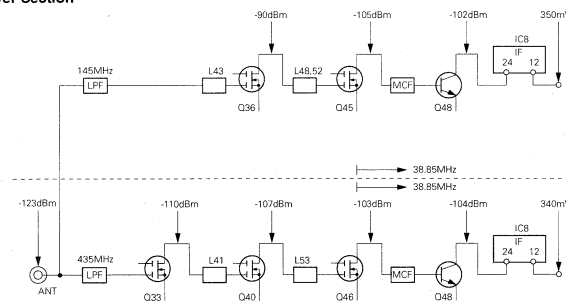 -90dBm -105dBm -102dBm 350m
IC8
IF
24 12
145MHz
LPF L43 L48,52 MCF
Q36 Q45 Q48
38.85MHz
38.85MHz
-123dBm -110dBm -107dBm -103dBm -104dBm 340m
IC8
IF
24 12
435MHz
LPF L41 L53 MCF
ANT Q33 Q40 Q46 Q48